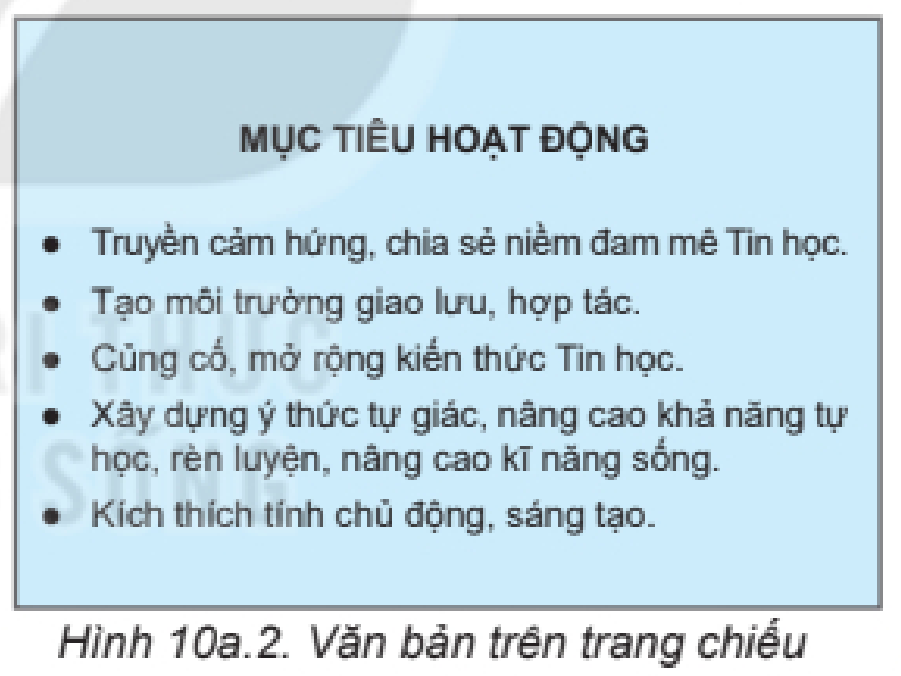 MỤC TIÊU HOẠT ĐỘNG
● Truyền cảm hứng, chia sẻ niềm đam mê Tin học.
● Tạo môi trường giao lưu, hợp tác.
● Củng cố, mở rộng kiến thức Tin học.
● Xây dựng ý thức tự giác, nâng cao khả năng tự
học, rèn luyện, nâng cao kĩ năng sống.
● Kích thích tính chủ động, sáng tạo.
RI THỨC
SỐNG
Hình 10a.2. Văn bản trên trang chiếu